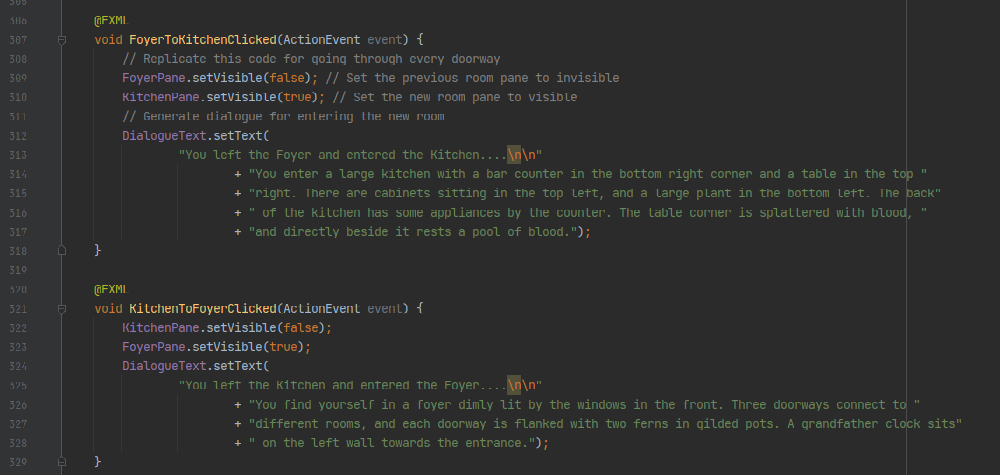 305
306 @FXML
307 void FoyerToKitchenClicked(ActionEvent event) {
308 // Replicate this code for going through every doorway
309 FoyerPane.setVisible(false); // Set the previous room pane to invisible
310 KitchenPane.setVisible(true); // Set the new room pane to visible
311 // Generate dialogue for entering the new room
312 DialogueText.setText(
313 "You left the Foyer and entered the Kitchen....\n\n"
314 + "You enter a large kitchen with a bar counter in the bottom right corner and a table in the top "
315 + "right. There are cabinets sitting in the top left, and a large plant in the bottom left. The back"
316 + " of the kitchen has some appliances by the counter. The table corner is splattered with blood, "
317 + "and directly beside it rests a pool of blood.");
318 }
319
320 @FXML
321 void KitchenToFoyerClicked(ActionEvent event) {
322 KitchenPane.setVisible(false);
323 FoyerPane.setVisible(true);
324 DialogueText.setText(
325 "You left the Kitchen and entered the Foyer....\n\n"
326 + "You find yourself in a foyer dimly lit by the windows in the front. Three doorways connect to "
327 + "different rooms, and each doorway is flanked with two ferns in gilded pots. A grandfather clock sits"
328 + " on the left wall towards the entrance.");
329 }